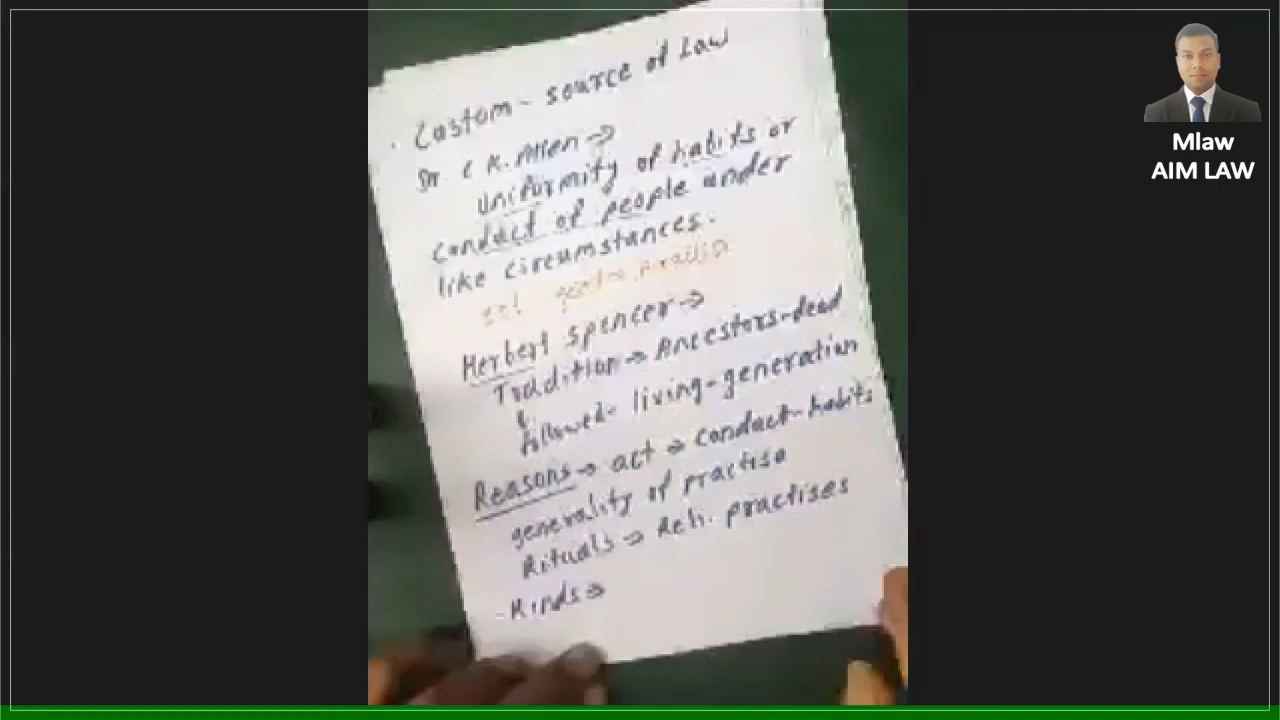 Custom - source of Law
Dr. C K. Allen →
Uniformity of habits or
conduct of people under
like circumstances.
Herbert Spencer →
Tradition → Ancestors-dead
followed- living-generation
Reasons → act → conduct-habits
generality of practise
Rituals → Reli. practises
-Kinds →
Mlaw
AIM LAW